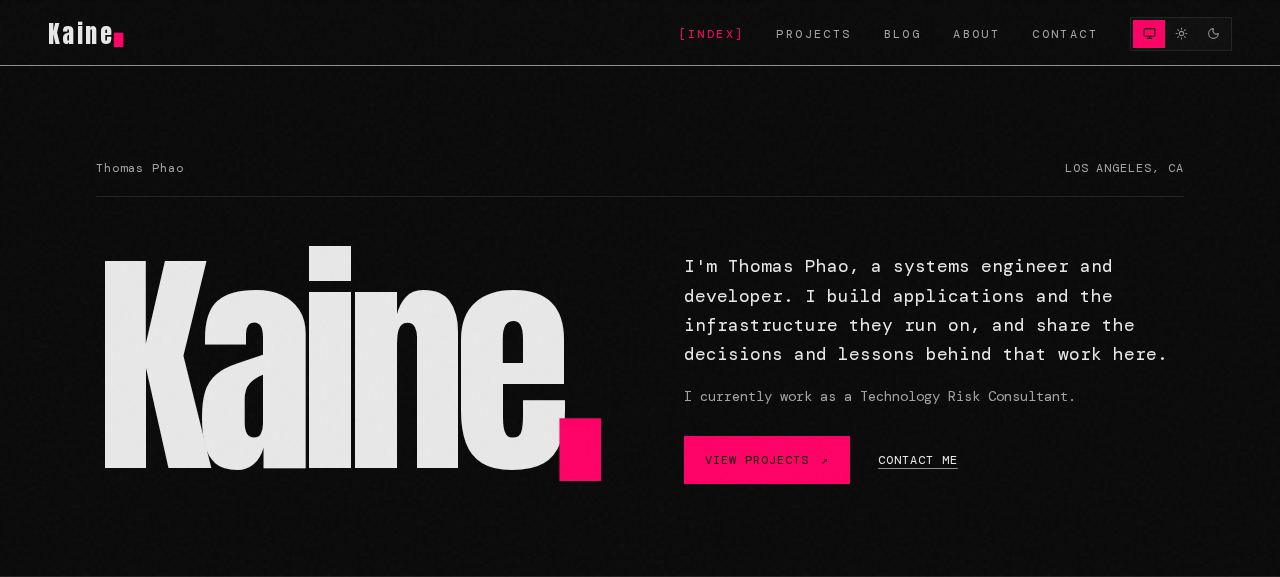 Kaine.
[INDEX] PROJECTS BLOG ABOUT CONTACT
Thomas Phao
LOS ANGELES, CA
Kaine.
I'm Thomas Phao, a systems engineer and
developer. I build applications and the
infrastructure they run on, and share the
decisions and lessons behind that work here.
I currently work as a Technology Risk Consultant.
VIEW PROJECTS ↗
CONTACT ME